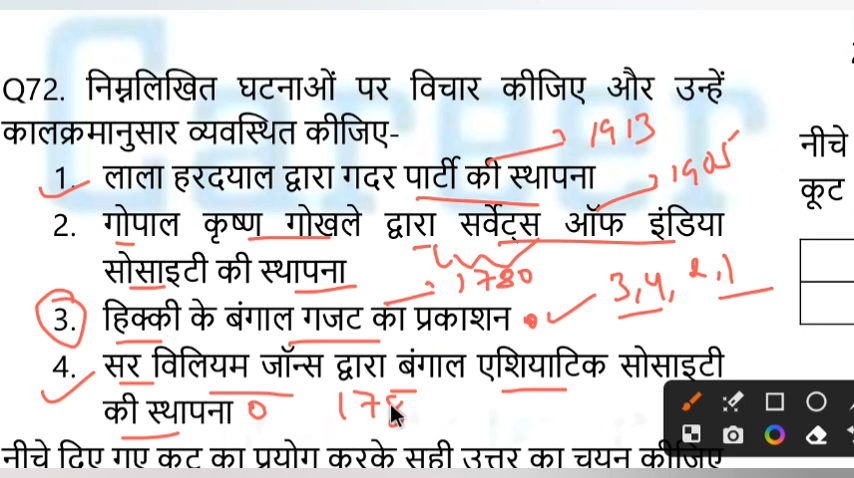 Q72. निम्नलिखित घटनाओं पर विचार कीजिए और उन्हें
कालक्रमानुसार व्यवस्थित कीजिए-
1913
1. लाला हरदयाल द्वारा गदर पार्टी की स्थापना
1905
2. गोपाल कृष्ण गोखले द्वारा सर्वेंट्स ऑफ इंडिया
सोसाइटी की स्थापना
1780
3, 4, 2, 1
3. हिक्की के बंगाल गजट का प्रकाशन
4. सर विलियम जॉन्स द्वारा बंगाल एशियाटिक सोसाइटी
की स्थापना
178
नीचे दिए गए कूट का प्रयोग करके सही उत्तर का चयन कीजिए
नीचे
कूट